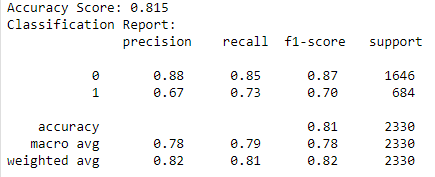 Accuracy Score: 0.815
Classification Report:
precision recall f1-score support
0 0.88 0.85 0.87 1646
1 0.67 0.73 0.70 684
accuracy 0.81 2330
macro avg 0.78 0.79 0.78 2330
weighted avg 0.82 0.81 0.82 2330